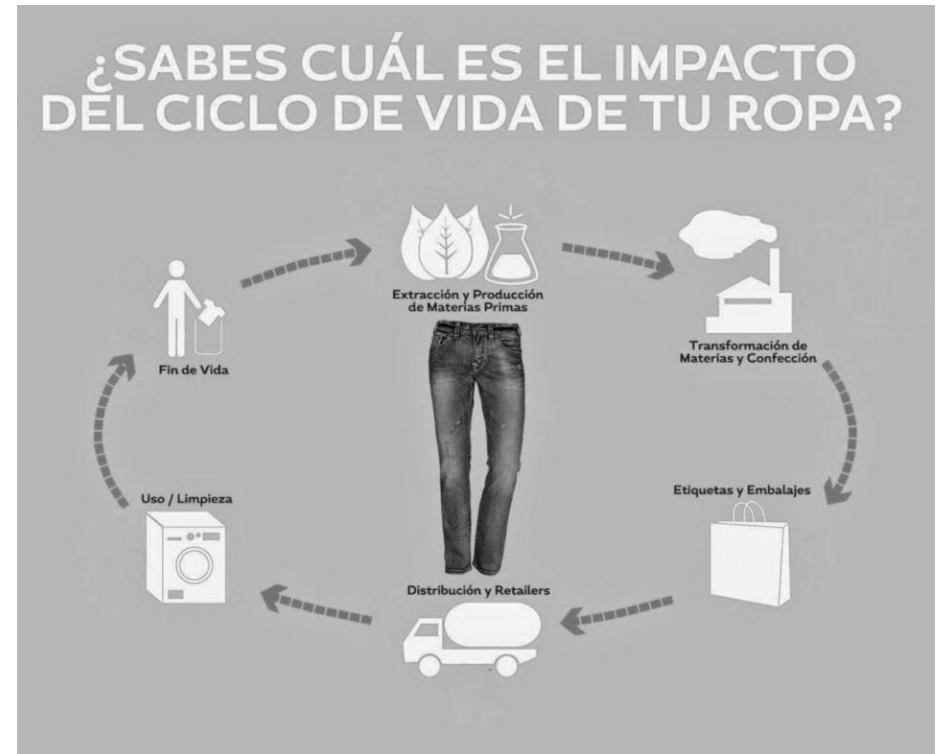 ¿SABES CUÁL ES EL IMPACTO
DEL CICLO DE VIDA DE TU ROPA?
Extracción y Producción
de Materias Primas
Transformación de
Materias y Confección
Etiquetas y Embalajes
Distribución y Retailers
Uso / Limpieza
Fin de Vida